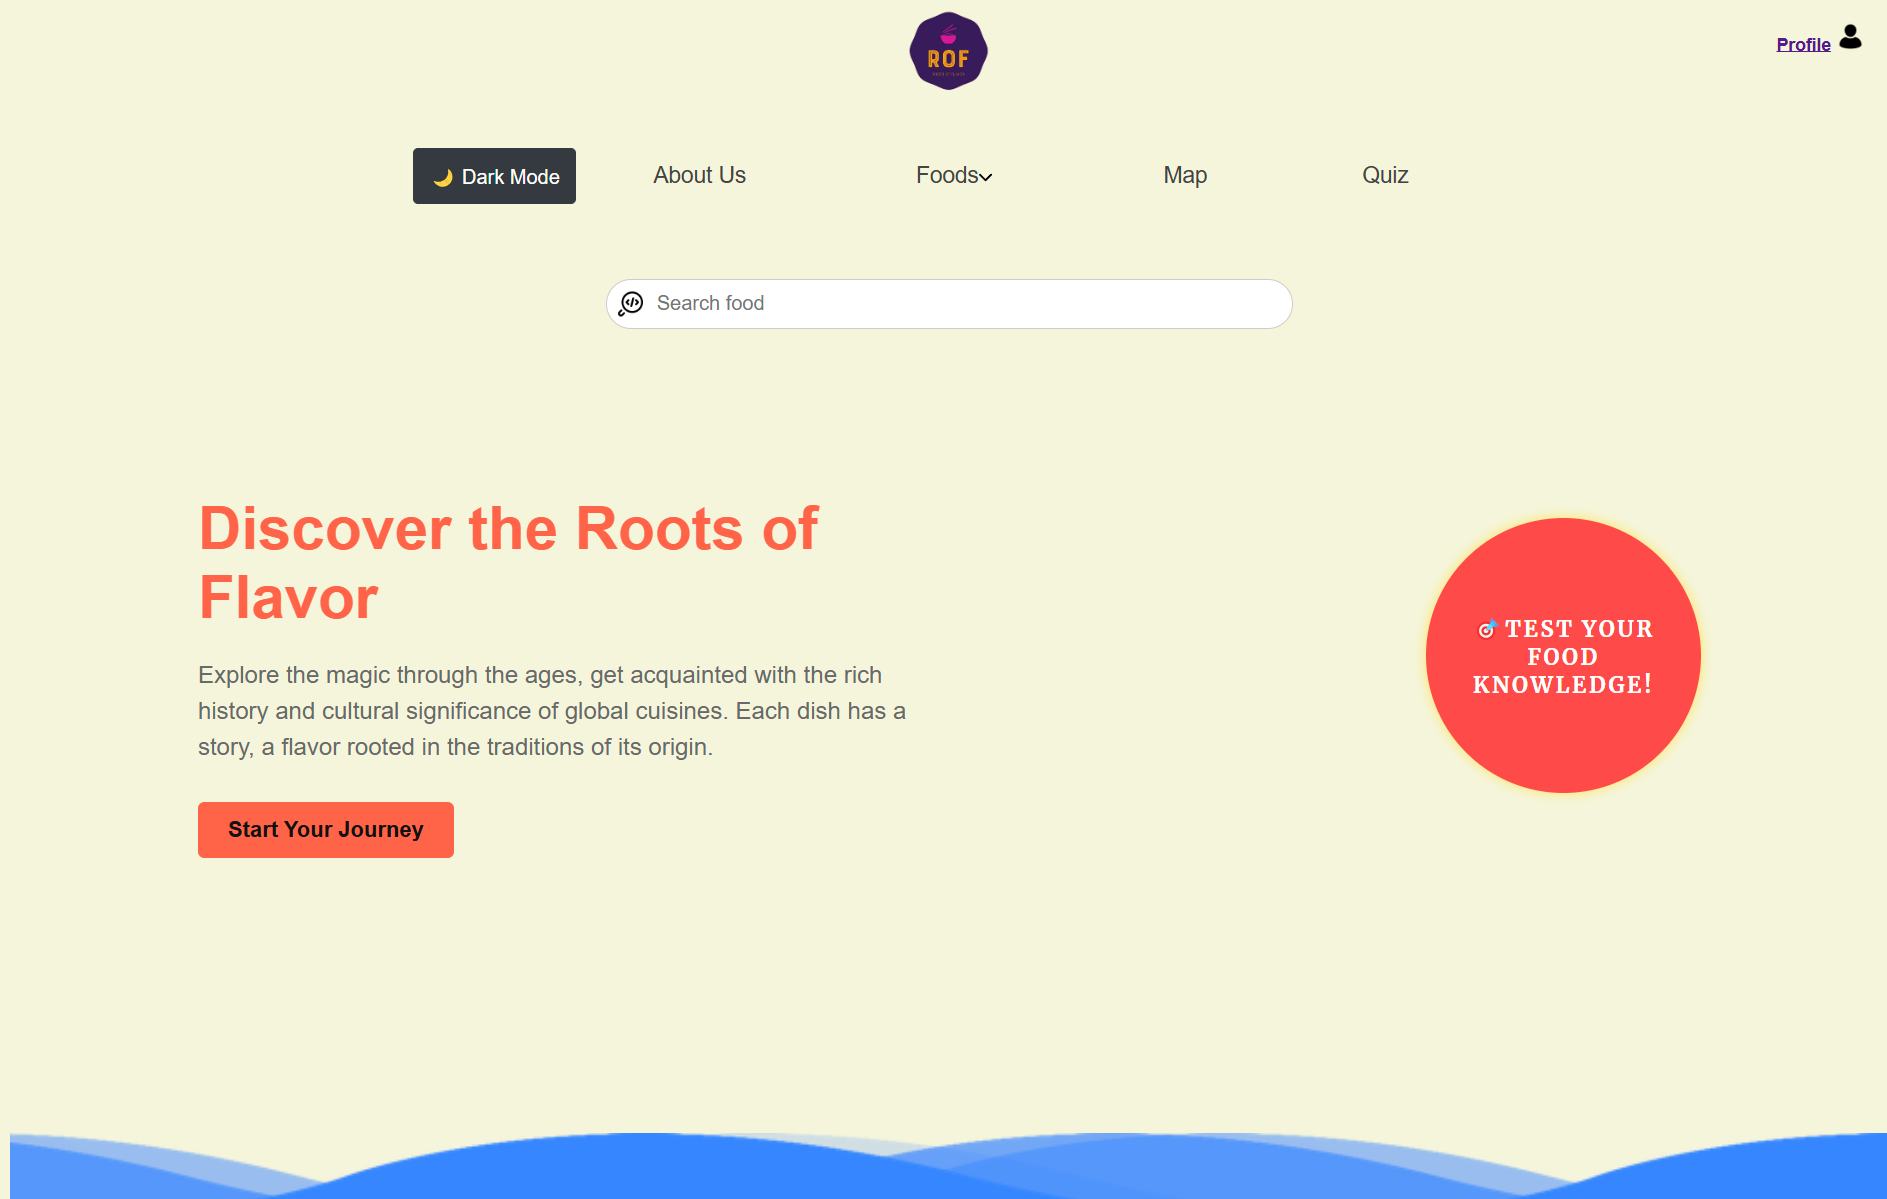 ROF
Profile
🌙 Dark Mode
About Us
Foods
Map
Quiz
Search food
Discover the Roots of
Flavor
Explore the magic through the ages, get acquainted with the rich
history and cultural significance of global cuisines. Each dish has a
story, a flavor rooted in the traditions of its origin.
Start Your Journey
🎯TEST YOUR
FOOD
KNOWLEDGE!